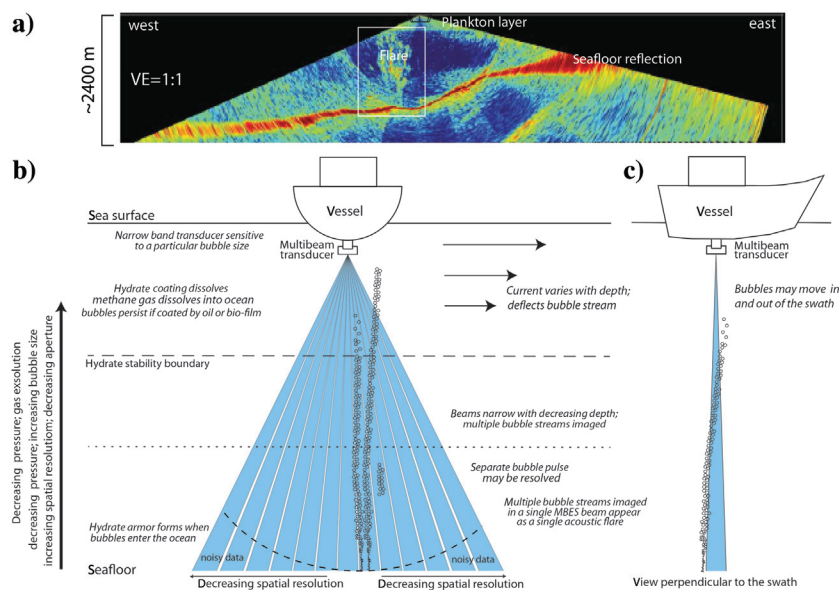 a)
west
Plankton layer
east
Flare
Seafloor reflection
VE=1:1
~2400 m
b)
c)
Vessel
Vessel
Sea surface
Narrow band transducer sensitive
to a particular bubble size
Multibeam
transducer
Multibeam
transducer
Hydrate coating dissolves
methane gas dissolves into ocean
bubbles persist if coated by oil or bio-film
Current varies with depth;
deflects bubble stream
Bubbles may move in
and out of the swath
Hydrate stability boundary
Decreasing pressure; gas exsolution
decreasing pressure; increasing bubble size
increasing spatial resolution; decreasing aperture
Beams narrow with decreasing depth;
multiple bubble streams imaged
Separate bubble pulse
may be resolved
Multiple bubble streams imaged
in a single MBES beam appear
as a single acoustic flare
Hydrate armor forms when
bubbles enter the ocean
noisy data
noisy data
Seafloor
Decreasing spatial resolution
Decreasing spatial resolution
View perpendicular to the swath